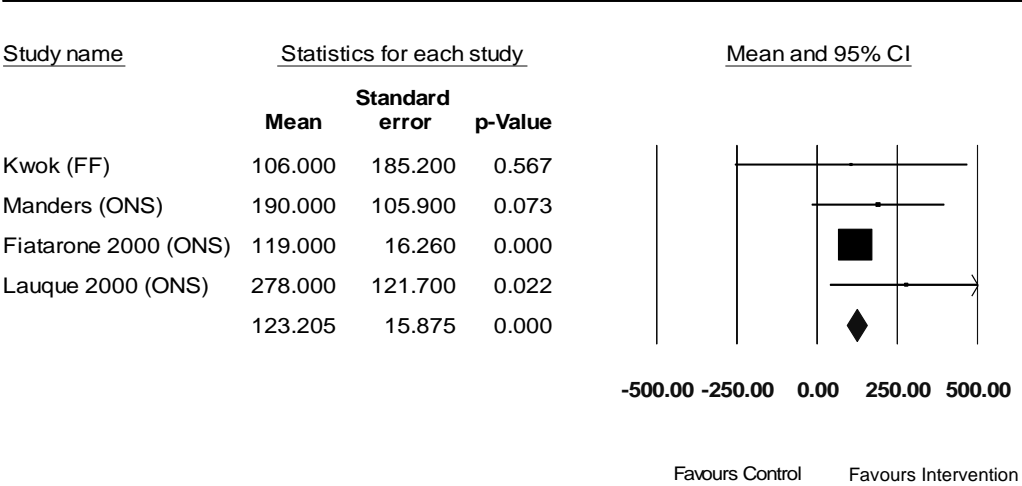 Study name Statistics for each study Mean and 95% CI
Standard
Mean error p-Value
Kwok (FF) 106.000 185.200 0.567
Manders (ONS) 190.000 105.900 0.073
Fiatarone 2000 (ONS) 119.000 16.260 0.000
Lauque 2000 (ONS) 278.000 121.700 0.022
123.205 15.875 0.000
-500.00 -250.00 0.00 250.00 500.00
Favours Control Favours Intervention